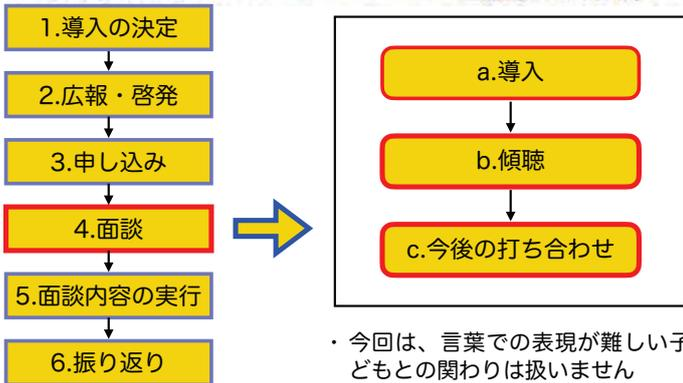 1.導入の決定
2.広報・啓発
3.申し込み
4.面談
5.面談内容の実行
6.振り返り
a.導入
b.傾聴
c.今後の打ち合わせ
・ 今回は、言葉での表現が難しい子
どもとの関わりは扱いません